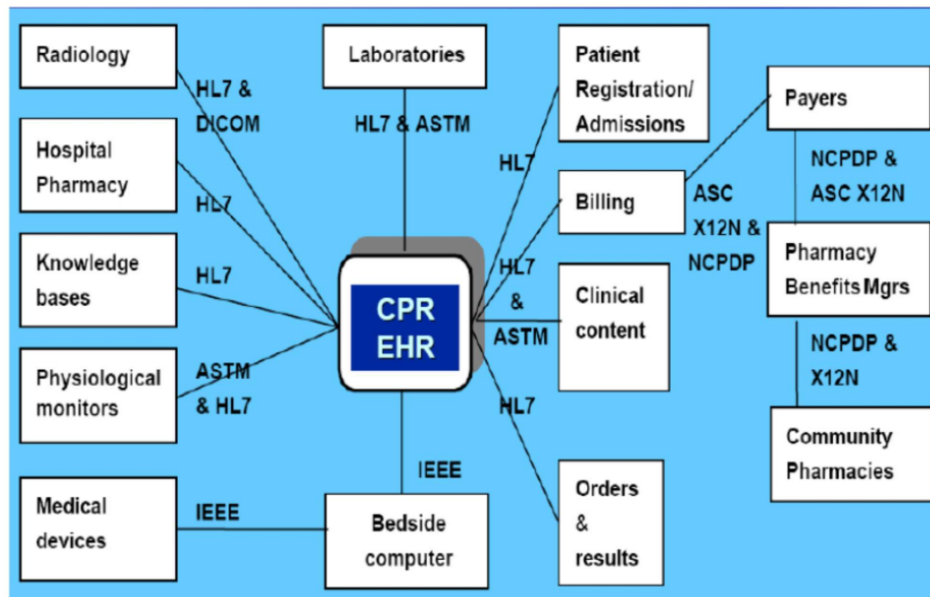 Radiology
HL7 &
DICOM
Hospital
Pharmacy
HL7
Knowledge
bases
HL7
Physiological
monitors
ASTM
& HL7
Medical
devices
IEEE
Laboratories
HL7 & ASTM
CPR
EHR
IEEE
Bedside
computer
Patient
Registration/
Admissions
HL7
Billing
HL7
&
ASTM
Clinical
content
HL7
Orders
&
results
ASC
X12N &
NCPDP
Payers
NCPDP &
ASC X12N
Pharmacy
Benefits Mgrs
NCPDP &
X12N
Community
Pharmacies